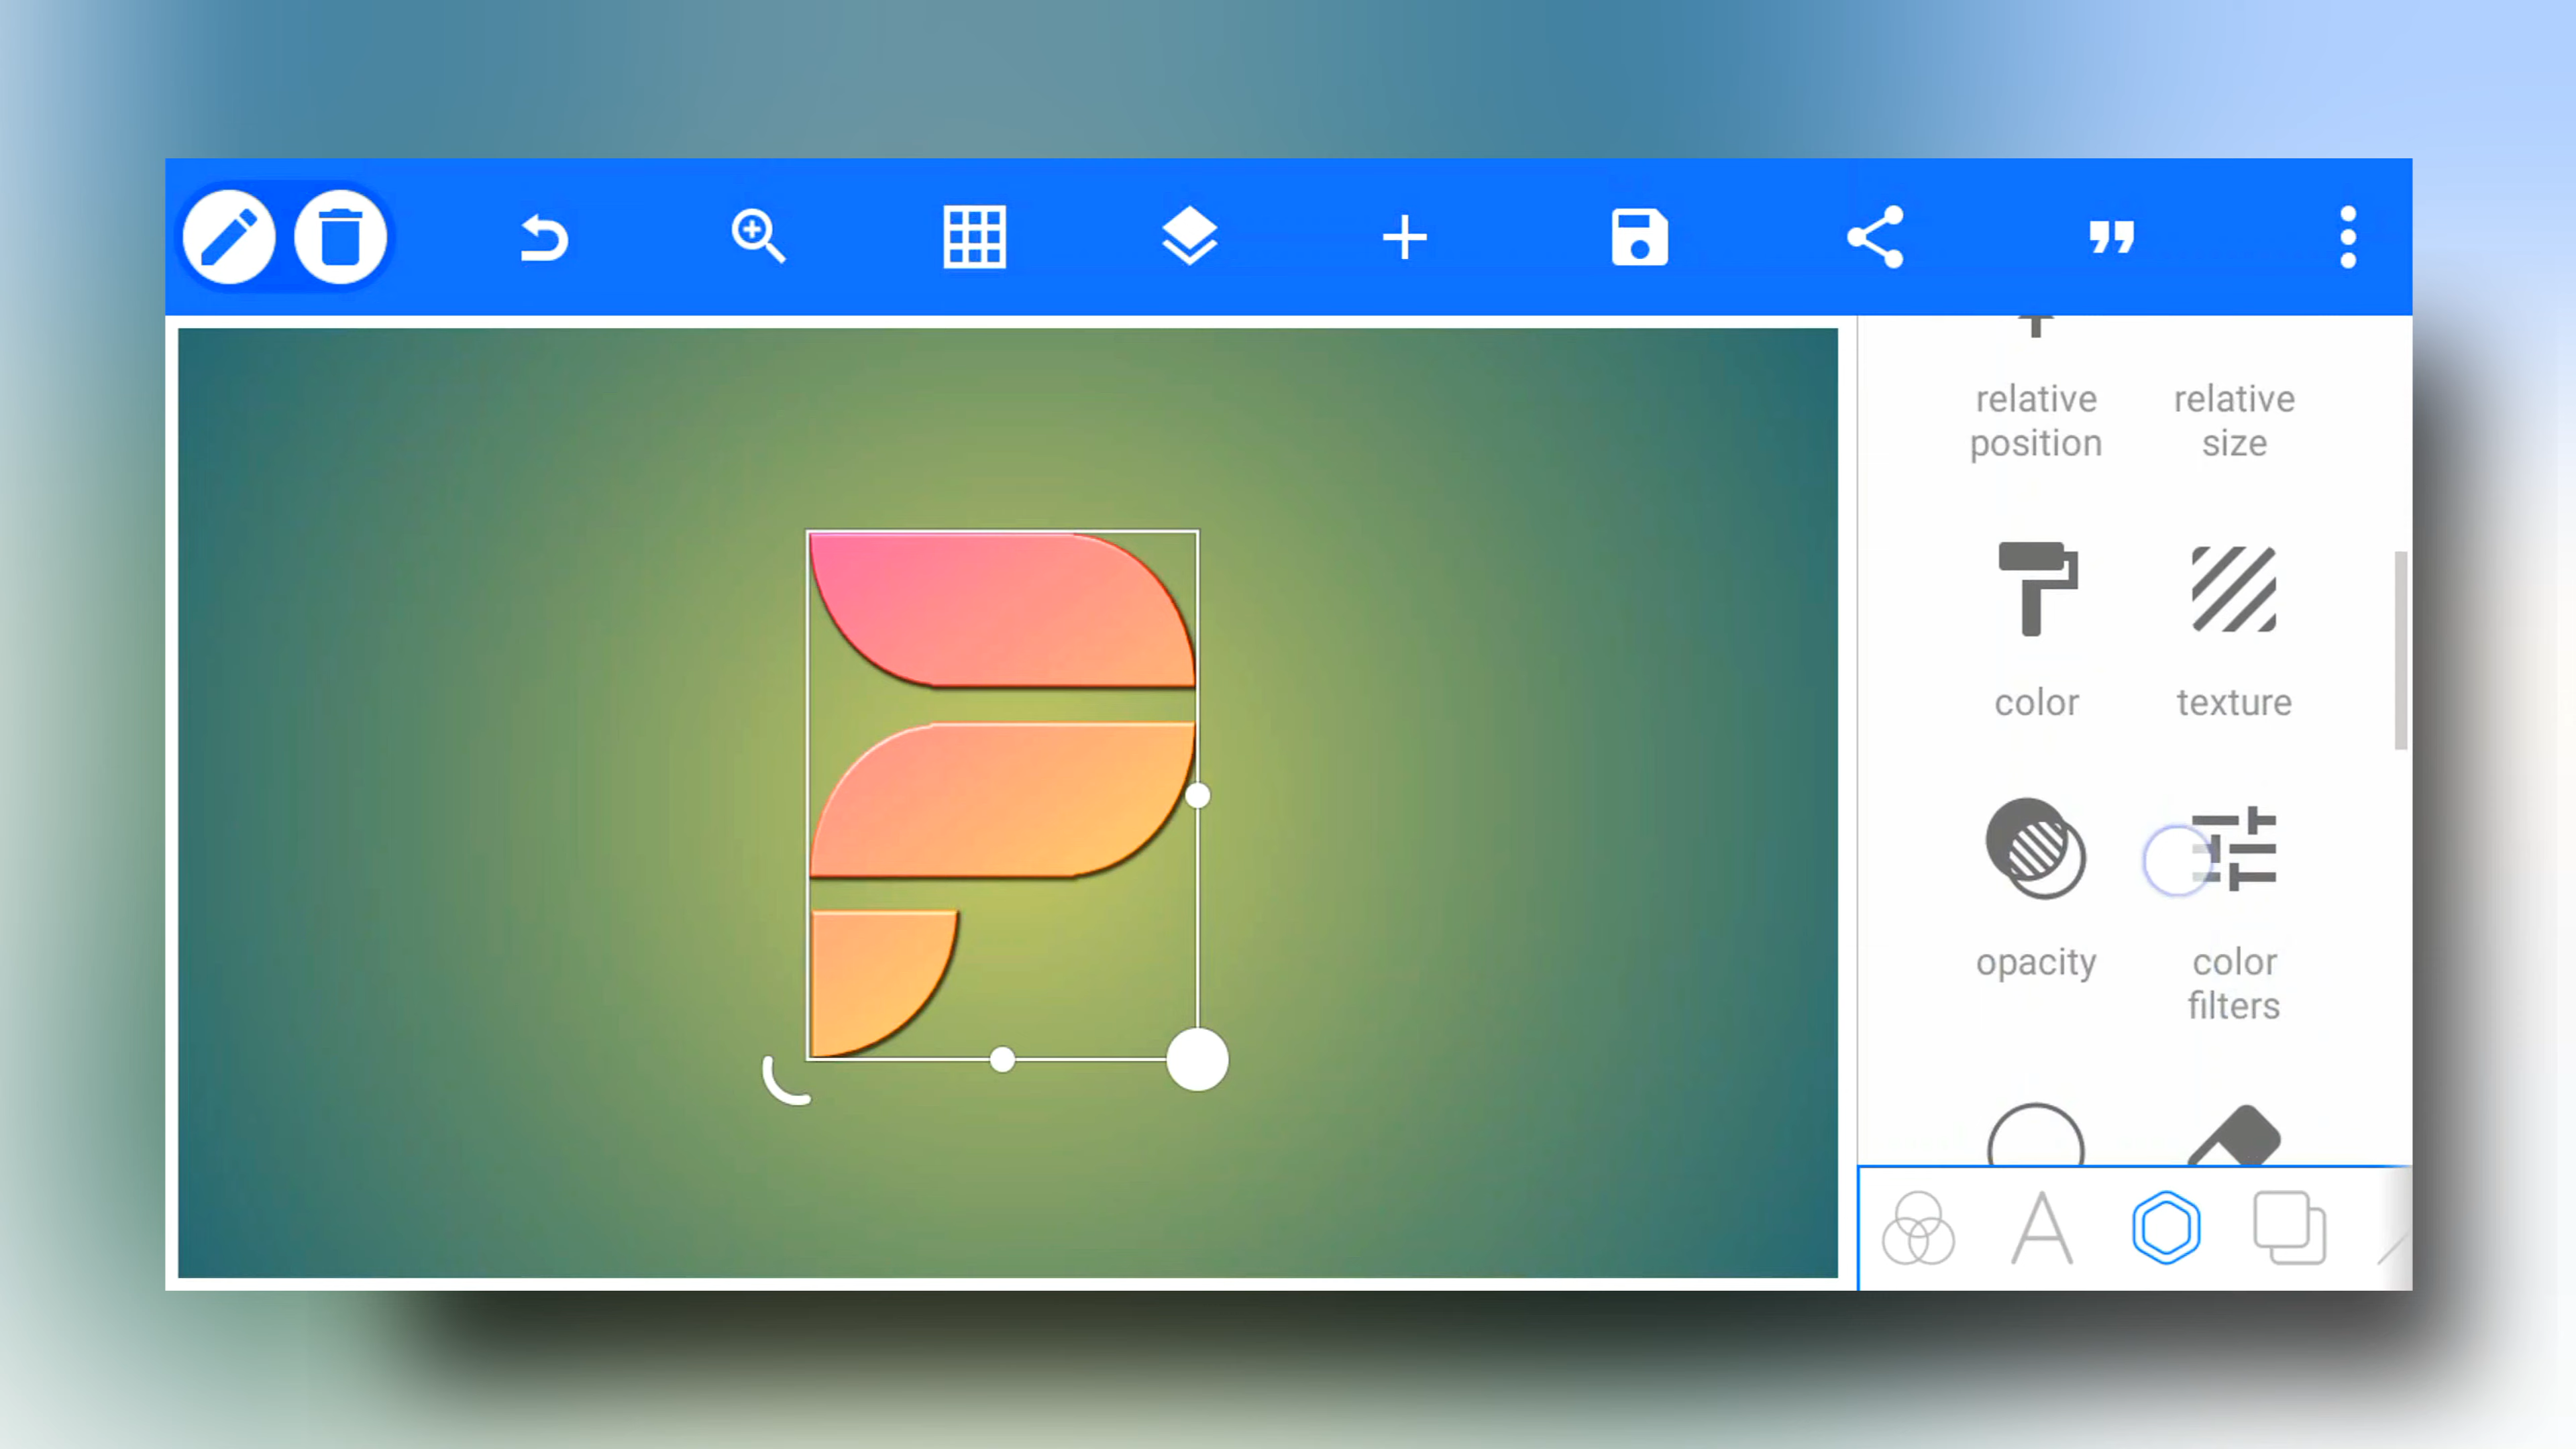 relative
position
relative
size
color
texture
opacity
color
filters